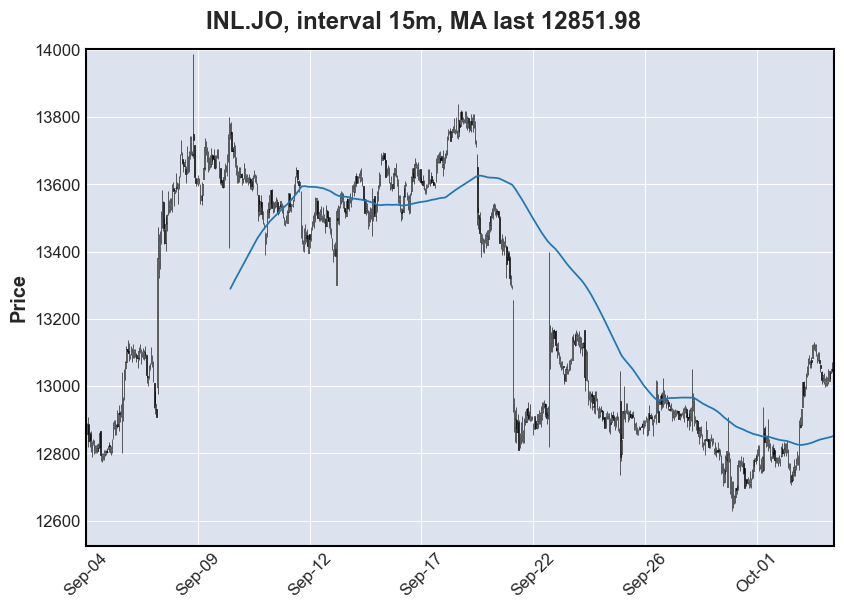 INL.JO, interval 15m, MA last 12851.98
Price
14000
13800
13600
13400
13200
13000
12800
12600
Sep-04
Sep-09
Sep-12
Sep-17
Sep-22
Sep-26
Oct-01